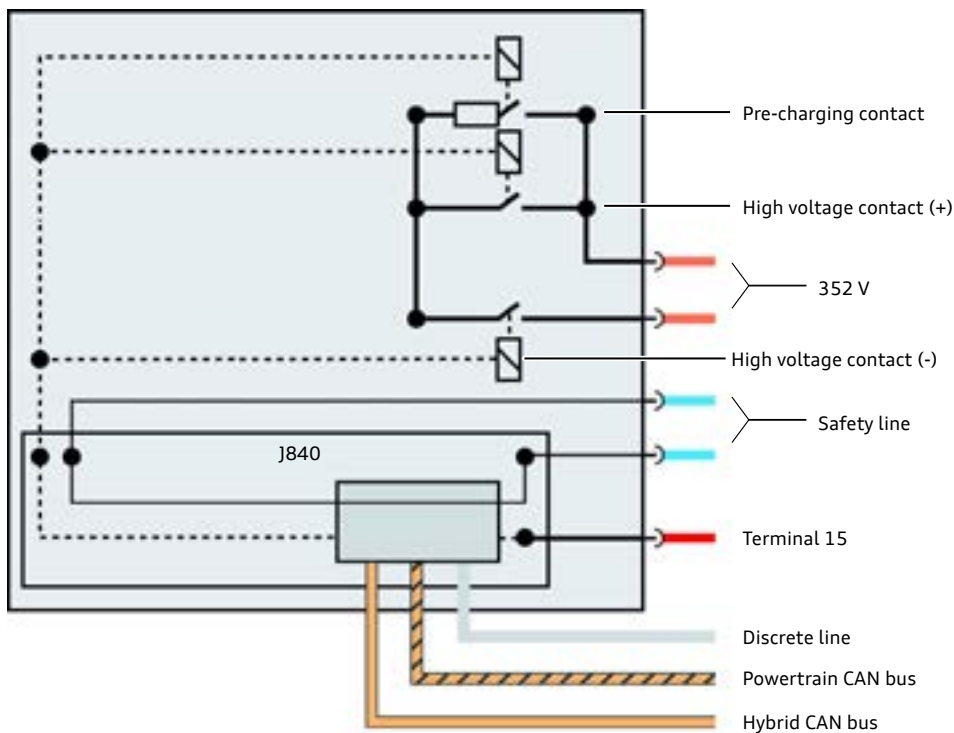 Pre-charging contact
High voltage contact (+)
352 V
High voltage contact (-)
Safety line
J840
Terminal 15
Discrete line
Powertrain CAN bus
Hybrid CAN bus